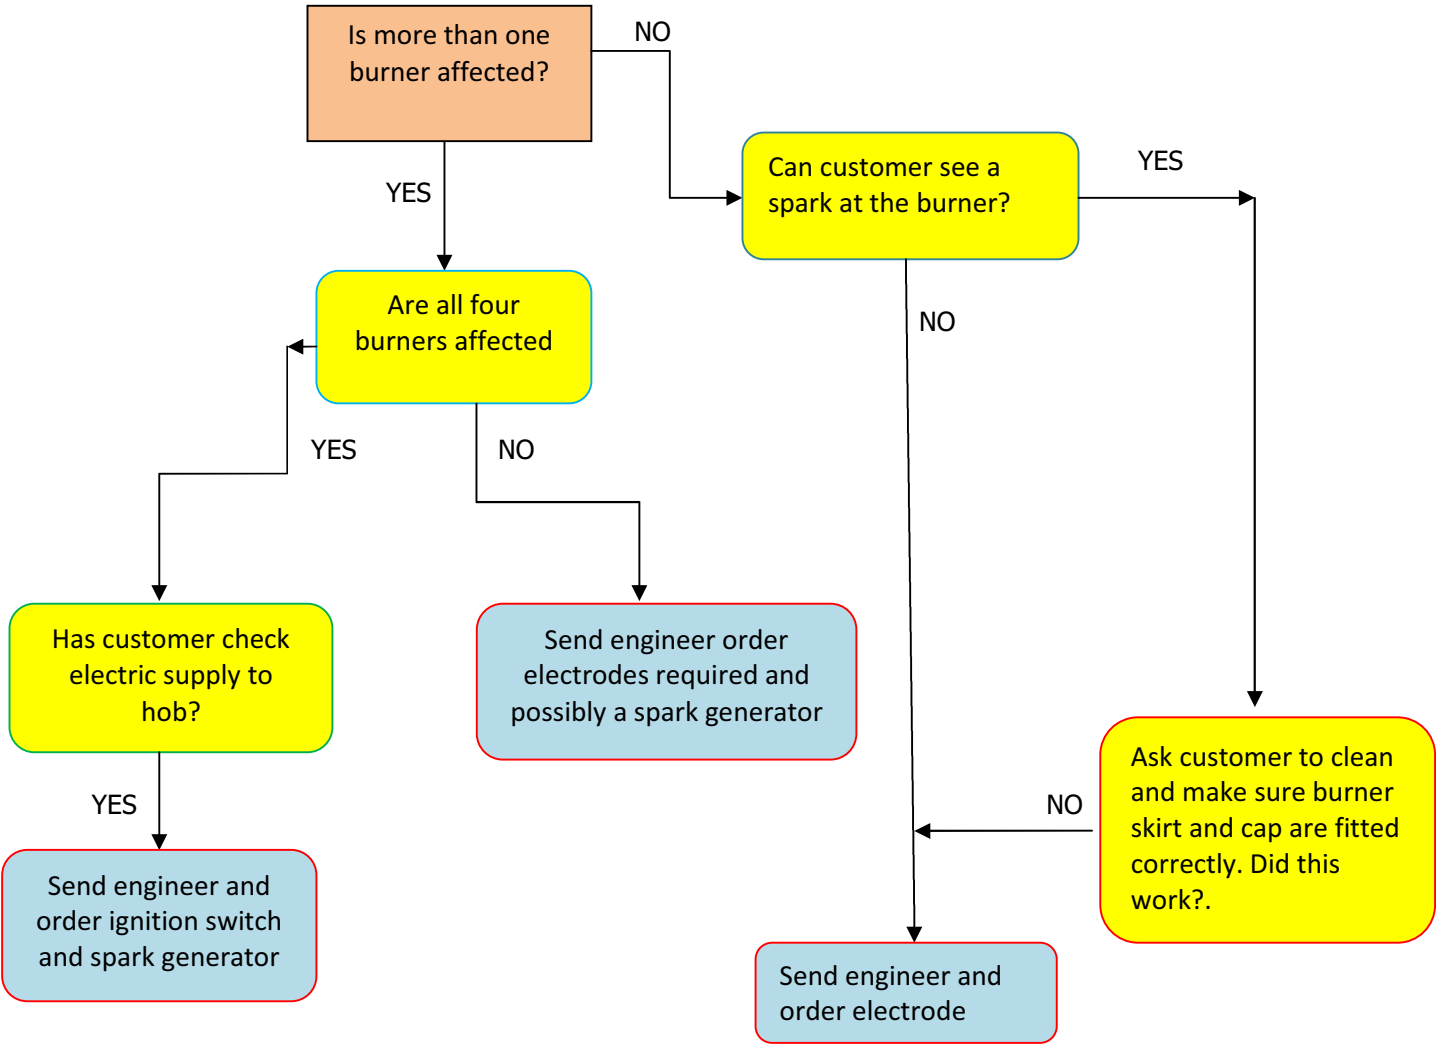 Is more than one
burner affected?
NO
Can customer see a
spark at the burner?
YES
YES
Are all four
burners affected
NO
YES
NO
Has customer check
electric supply to
hob?
Send engineer order
electrodes required and
possibly a spark generator
Ask customer to clean
and make sure burner
skirt and cap are fitted
correctly. Did this
work?.
YES
NO
Send engineer and
order ignition switch
and spark generator
Send engineer and
order electrode